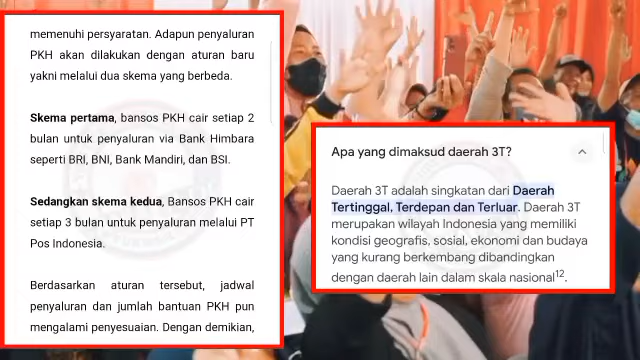 memenuhi persyaratan. Adapun penyaluran
PKH akan dilakukan dengan aturan baru
yakni melalui dua skema yang berbeda.
Skema pertama, bansos PKH cair setiap 2
bulan untuk penyaluran via Bank Himbara
seperti BRI, BNI, Bank Mandiri, dan BSI.
Sedangkan skema kedua, Bansos PKH cair
setiap 3 bulan untuk penyaluran melalui PT
Pos Indonesia.
Berdasarkan aturan tersebut, jadwal
penyaluran dan jumlah bantuan PKH pun
mengalami penyesuaian. Dengan demikian,
Apa yang dimaksud daerah 3T?
Daerah 3T adalah singkatan dari Daerah
Tertinggal, Terdepan dan Terluar. Daerah 3T
merupakan wilayah Indonesia yang memiliki
kondisi geografis, sosial, ekonomi dan budaya
yang kurang berkembang dibandingkan
dengan daerah lain dalam skala nasional12.